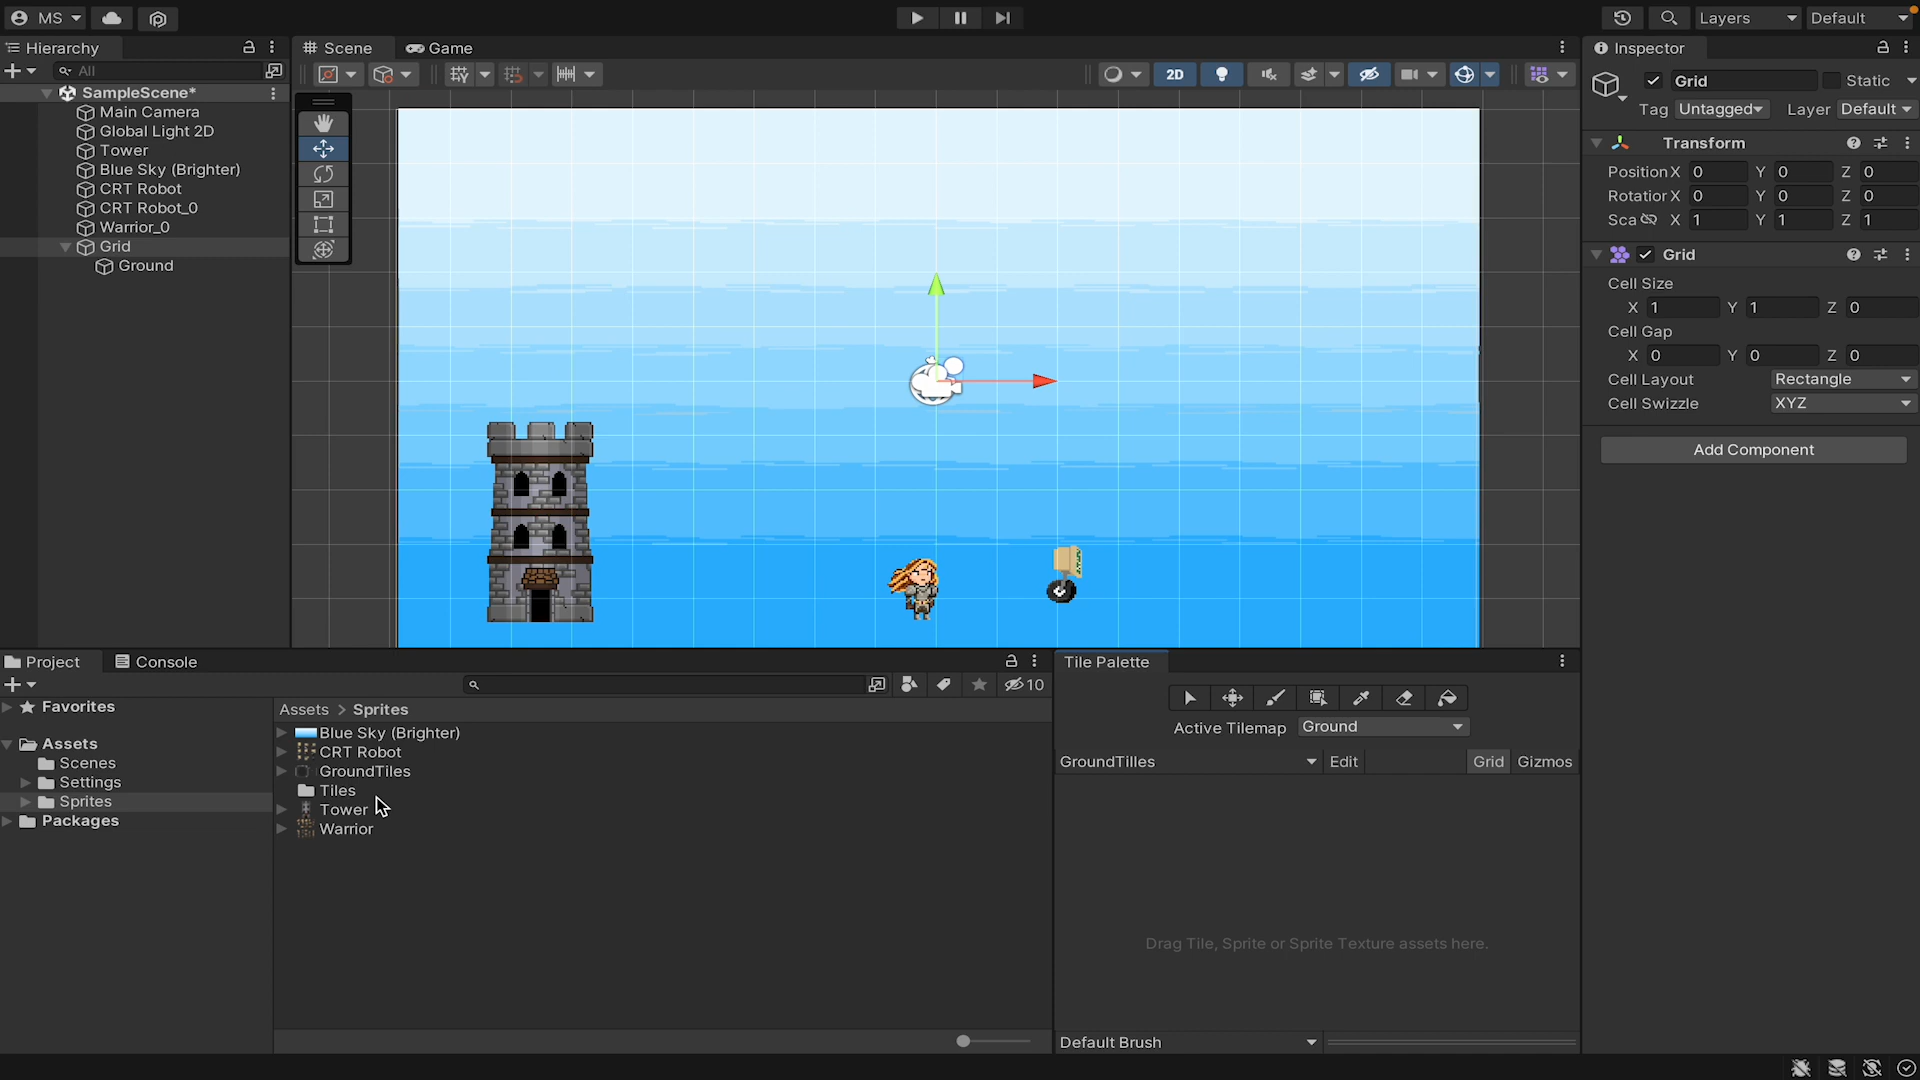 MS
Layers
Default
Hierarchy
Scene
Game
Inspector
All
2D
Grid
Static
SampleScene*
Main Camera
Global Light 2D
Tower
Blue Sky (Brighter)
CRT Robot
CRT Robot_0
Warrior_0
Grid
Ground
Tag Untagged
Layer Default
Transform
Position X 0 Y 0 Z 0
Rotatior X 0 Y 0 Z 0
Sca X 1 Y 1 Z 1
Grid
Cell Size
X 1 Y 1 Z 0
Cell Gap
X 0 Y 0 Z 0
Cell Layout Rectangle
Cell Swizzle XYZ
Add Component
Project
Console
10
Favorites
Assets
Scenes
Settings
Sprites
Packages
Assets > Sprites
Blue Sky (Brighter)
CRT Robot
GroundTiles
Tiles
Tower
Warrior
Tile Palette
Active Tilemap Ground
GroundTilles Edit Grid Gizmos
Drag Tile, Sprite or Sprite Texture assets here.
Default Brush